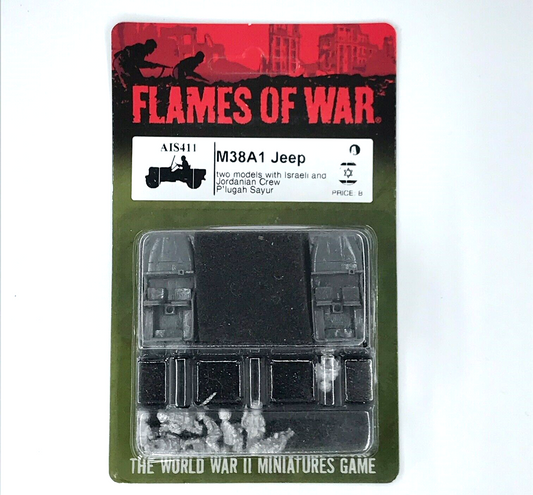 FLAMES OF WAR®
AIS411
M38A1 Jeep
two models with Israeli and
Jordanian Crew
P'lugah Sayur
PRICE: B
THE WORLD WAR II MINIATURES GAME